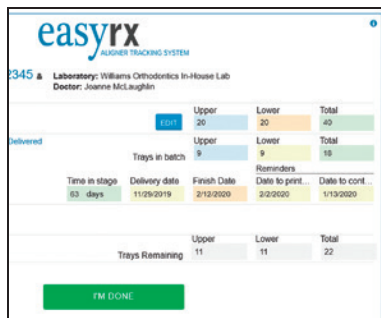 easyrx
ALIGNER TRACKING SYSTEM
2345 Laboratory: Williams Orthodontics In-House Lab
Doctor: Joanne McLaughlin
Upper Lower Total
EDIT 20 20 40
Delivered Upper Lower Total
Trays in batch 9 9 18
Reminders
Time in stage Delivery date Finish Date Date to print... Date to cont...
63 days 11/29/2019 2/12/2020 2/2/2020 1/13/2020
Upper Lower Total
Trays Remaining 11 11 22
I'M DONE